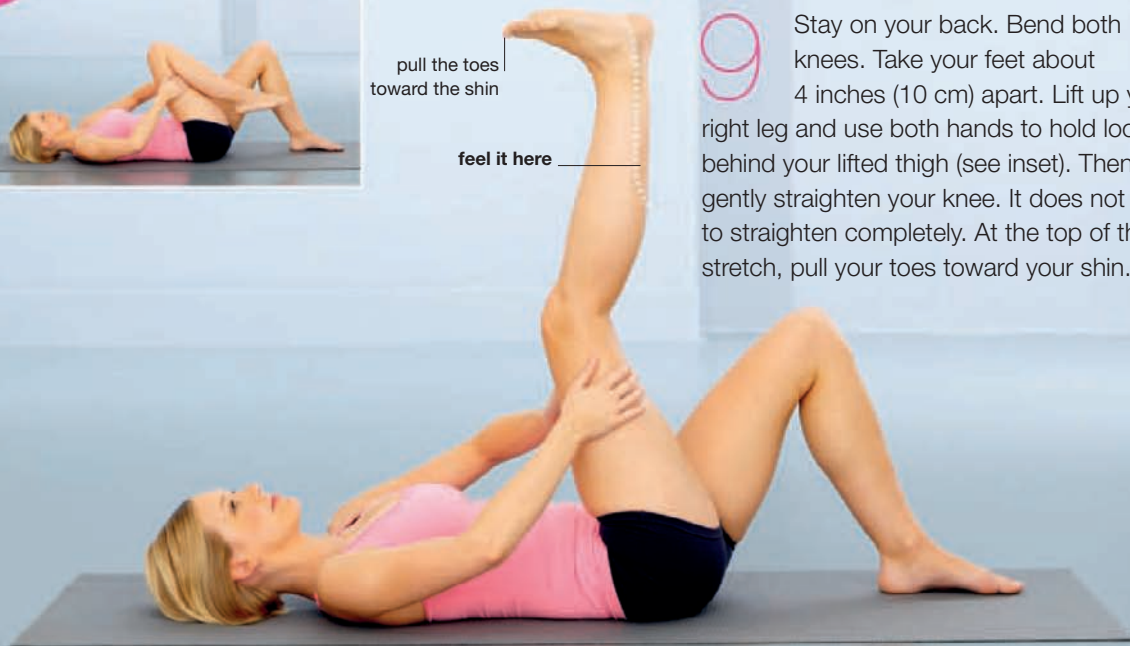 pull the toes
toward the shin
feel it here
9
Stay on your back. Bend both
knees. Take your feet about
4 inches (10 cm) apart. Lift up
right leg and use both hands to hold
behind your lifted thigh (see inset). Then
gently straighten your knee. It does not
to straighten completely. At the top of
stretch, pull your toes toward your shin.